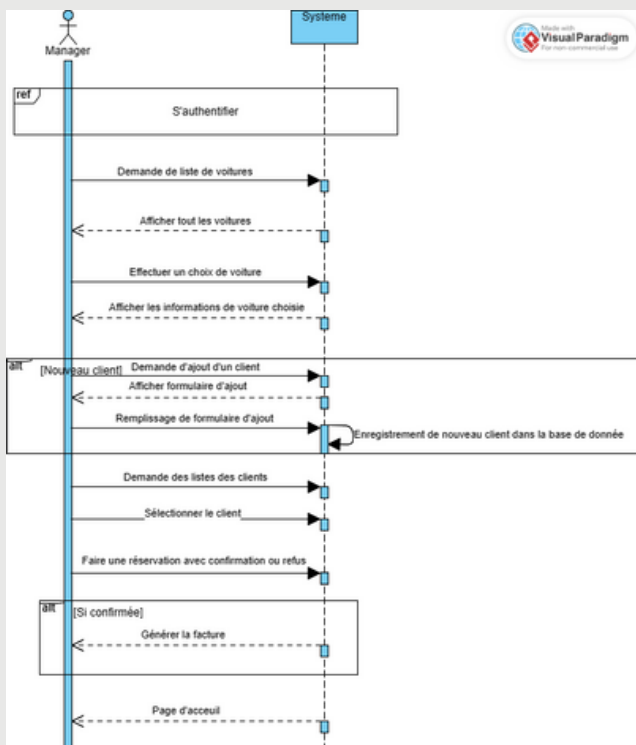 Systeme
Made with
VisualParadigm
For non-commercial use
Manager
ref
S'authentifier
Demande de liste de voitures
Afficher tout les voitures
Effectuer un choix de voiture
Afficher les informations de voiture choisie
alt
[Nouveau client]
Demande d'ajout d'un client
Afficher formulaire d'ajout
Remplissage de formulaire d'ajout
Enregistrement de nouveau client dans la base de donnée
Demande des listes des clients
Sélectionner le client
Faire une réservation avec confirmation ou refus
alt
[Si confirmée]
Générer la facture
Page d'acceuil